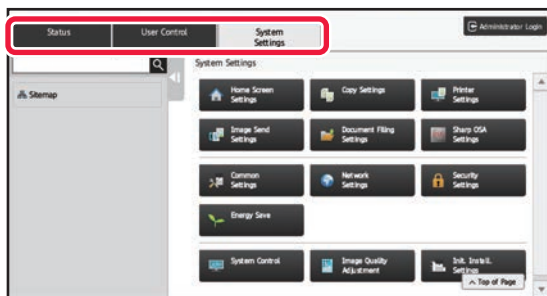 Status
User Control
System
Settings
Administrator Login
System Settings
Sitemap
Home Screen
Settings
Copy Settings
Printer
Settings
Image Send
Settings
Document Filing
Settings
Sharp OSA
Settings
Common
Settings
Network
Settings
Security
Settings
Energy Save
System Control
Image Quality
Adjustment
Init. Install.
Settings
Top of Page